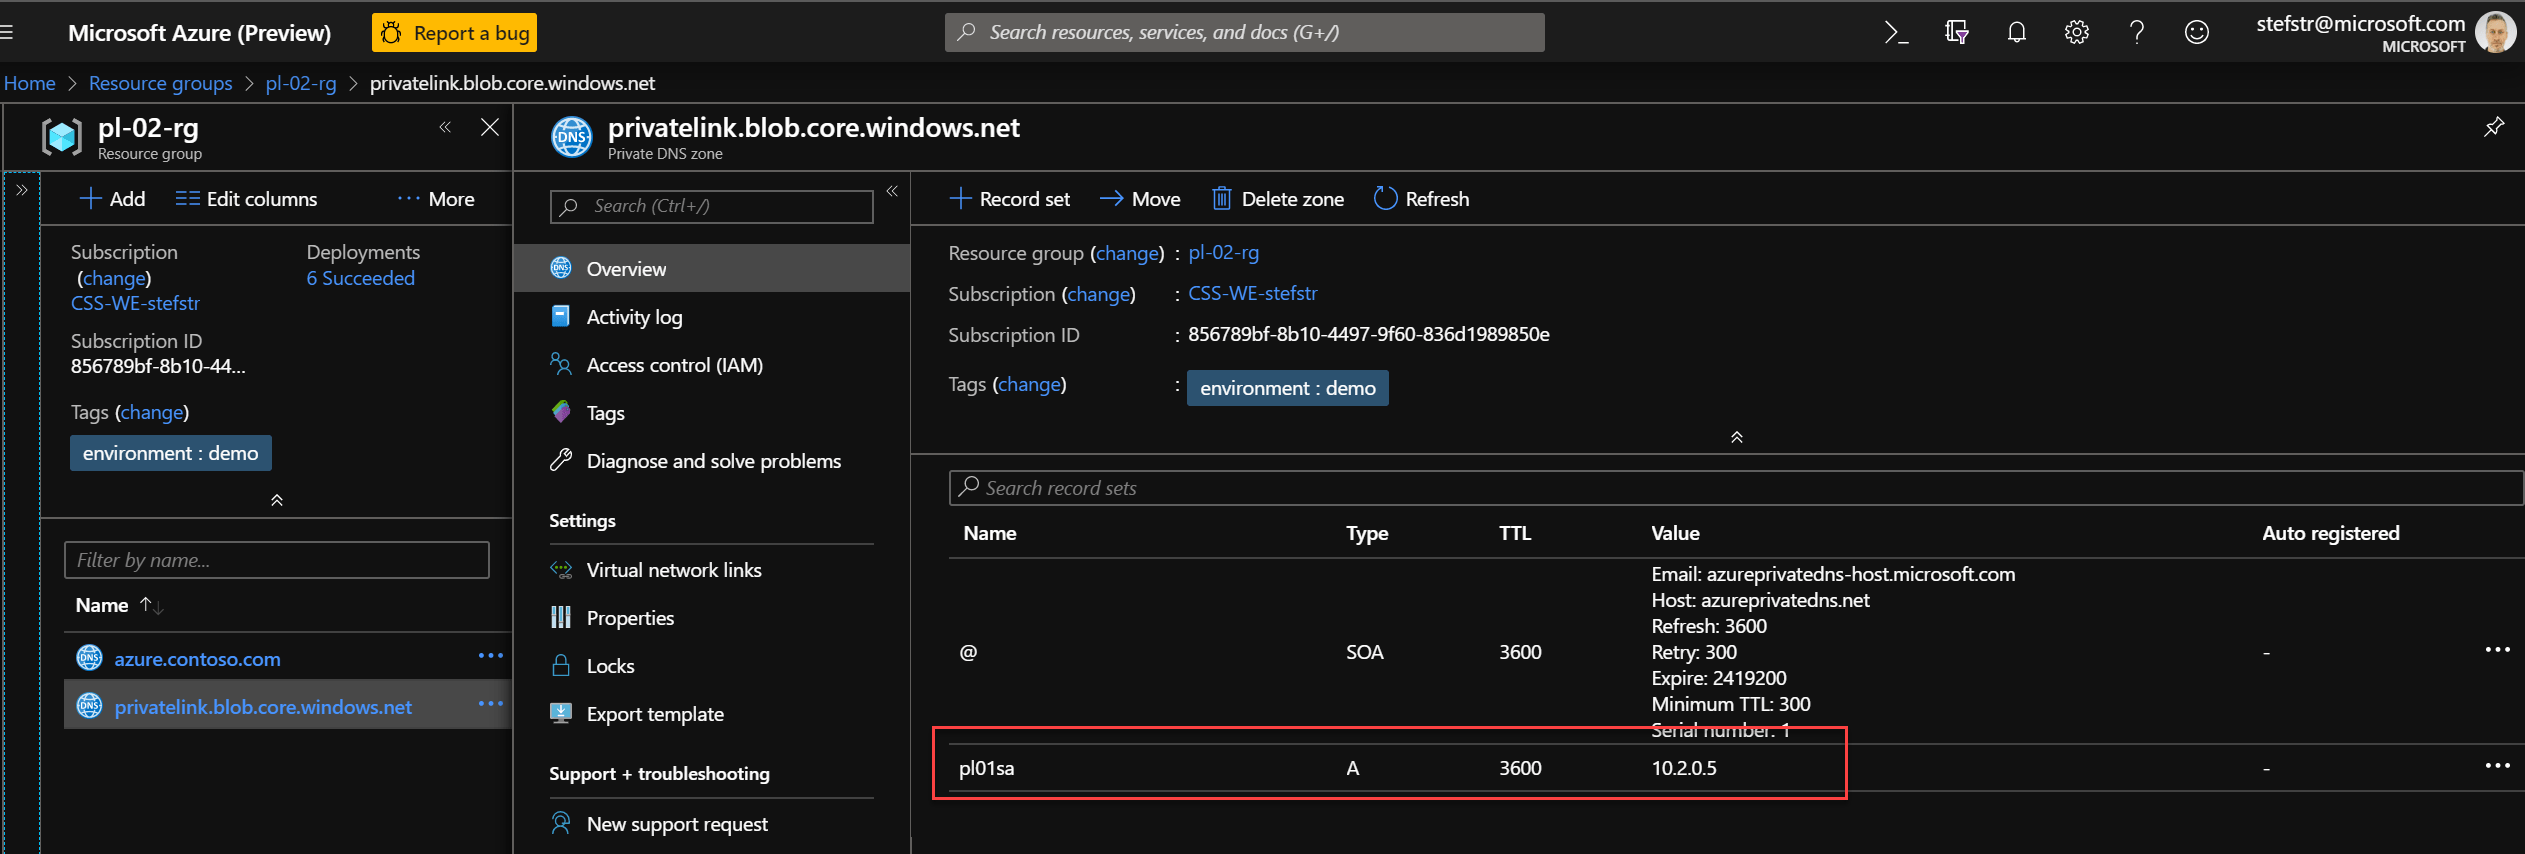 Microsoft Azure (Preview)
Report a bug
Search resources, services, and docs (G+/)
stefstr@microsoft.com
MICROSOFT
Home > Resource groups > pl-02-rg > privatelink.blob.core.windows.net
pl-02-rg
Resource group
Add
Edit columns
More
Subscription
(change)
CSS-WE-stefstr
Deployments
6 Succeeded
Subscription ID
856789bf-8b10-44...
Tags (change)
environment : demo
Filter by name...
Name
DNS azure.contoso.com
DNS privatelink.blob.core.windows.net
DNS
privatelink.blob.core.windows.net
Private DNS zone
Search (Ctrl+/)
DNS Overview
Activity log
Access control (IAM)
Tags
Diagnose and solve problems
Settings
Virtual network links
Properties
Locks
Export template
Support + troubleshooting
New support request
Record set
Move
Delete zone
Refresh
Resource group (change) : pl-02-rg
Subscription (change) : CSS-WE-stefstr
Subscription ID : 856789bf-8b10-4497-9f60-836d1989850e
Tags (change) : environment : demo
Search record sets
Name Type TTL Value Auto registered
Email: azureprivatedns-host.microsoft.com
Host: azureprivatedns.net
Refresh: 3600
@ SOA 3600 Retry: 300 -
Expire: 2419200
Minimum TTL: 300
Serial number: 1
pl01sa A 3600 10.2.0.5 -